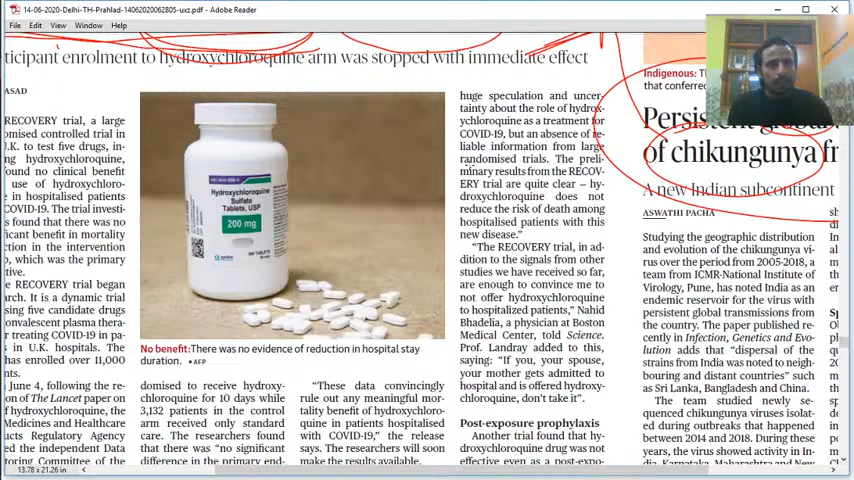 14-06-2020-Delhi-TH-Prahlad-14062020062805-uxz.pdf - Adobe Reader
File Edit View Window Help
ticipant enrolment to hydroxychloroquine arm was stopped with immediate effect
ASAD
RECOVERY trial, a large
omised controlled trial in
U.K. to test five drugs, in-
ng hydroxychloroquine,
ound no clinical benefit
use of hydroxychloro-
e in hospitalised patients
COVID-19. The trial investi-
s found that there was no
ficant benefit in mortality
ction in the intervention
p, which was the primary
ctive.
e RECOVERY trial began
arch. It is a dynamic trial
sing five candidate drugs
onvalescent plasma thera-
r treating COVID-19 in pa-
s in U.K. hospitals. The
has enrolled over 11,000
nts.
June 4, following the re-
on of The Lancet paper on
f hydroxychloroquine, the
Medicines and Healthcare
ucts Regulatory Agency
ed the independent Data
toring Committee of the
Hydroxychloroquine
Sulfate
Tablets, USP
200 mg
No benefit: There was no evidence of reduction in hospital stay
duration. • AFP
domised to receive hydroxy-
chloroquine for 10 days while
3,132 patients in the control
arm received only standard
care. The researchers found
that there was “no significant
difference in the primary end-
“These data convincingly
rule out any meaningful mor-
tality benefit of hydroxychloro-
quine in patients hospitalised
with COVID-19,” the release
says. The researchers will soon
make the results available.
huge speculation and uncer-
tainty about the role of hydrox-
ychloroquine as a treatment for
COVID-19, but an absence of re-
liable information from large
randomised trials. The preli-
minary results from the RECOV-
ERY trial are quite clear – hy-
droxychloroquine does not
reduce the risk of death among
hospitalised patients with this
new disease.”
“The RECOVERY trial, in ad-
dition to the signals from other
studies we have received so far,
are enough to convince me to
not offer hydroxychloroquine
to hospitalized patients,” Nahid
Bhadelia, a physician at Boston
Medical Center, told Science.
Prof. Landray added to this,
saying: “If you, your spouse,
your mother gets admitted to
hospital and is offered hydroxy-
chloroquine, don’t take it”.
Post-exposure prophylaxis
Another trial found that hy-
droxychloroquine drug was not
effective even as a post-expo-
Indigenous: T
that conferred
Persistent global
of chikungunya fr
A new Indian subcontinent
ASWATHI PACHA
Studying the geographic distribution
and evolution of the chikungunya vi-
rus over the period from 2005-2018, a
team from ICMR-National Institute of
Virology, Pune, has noted India as an
endemic reservoir for the virus with
persistent global transmissions from
the country. The paper published re-
cently in Infection, Genetics and Evo-
lution adds that “dispersal of the
strains from India was noted to neigh-
bouring and distant countries” such
as Sri Lanka, Bangladesh and China.
The team studied newly se-
quenced chikungunya viruses isolat-
ed during outbreaks that happened
between 2014 and 2018. During these
years, the virus showed activity in
India, Karnataka, Maharashtra and New
13.78 x 21.26 in